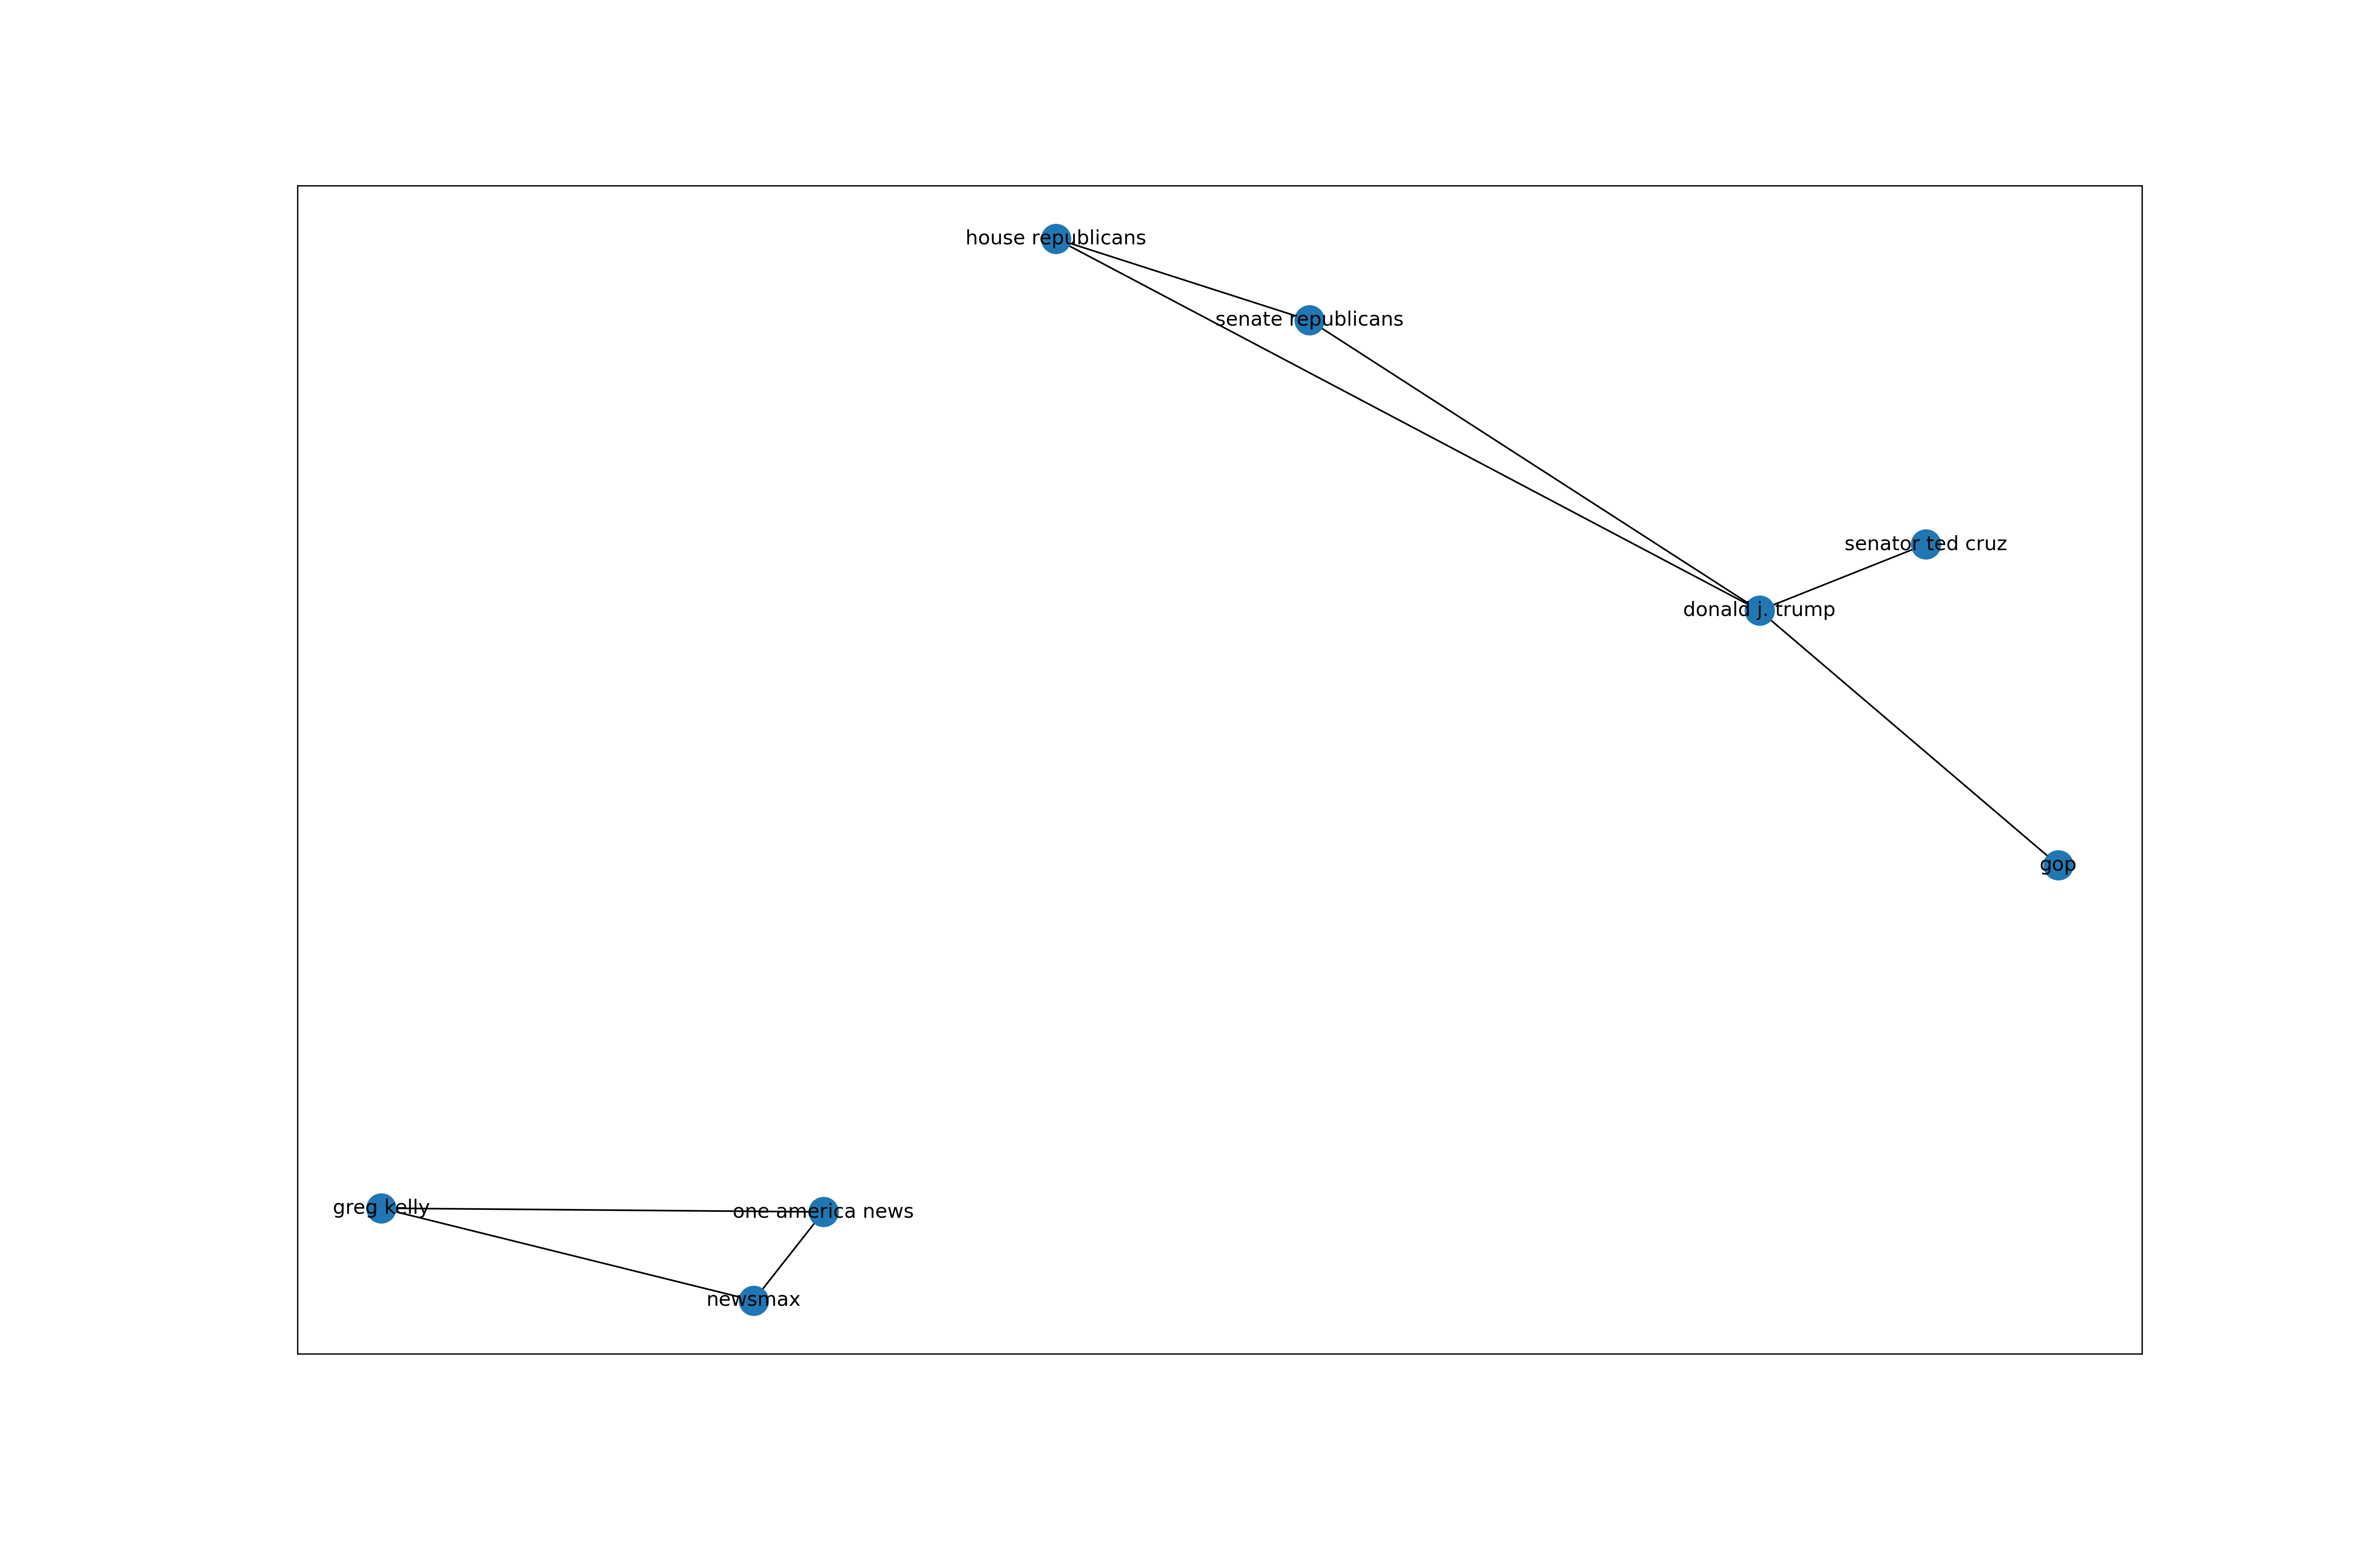 house republicans
senate republicans
senator ted cruz
donald j. trump
gop
greg kelly
one america news
newsmax